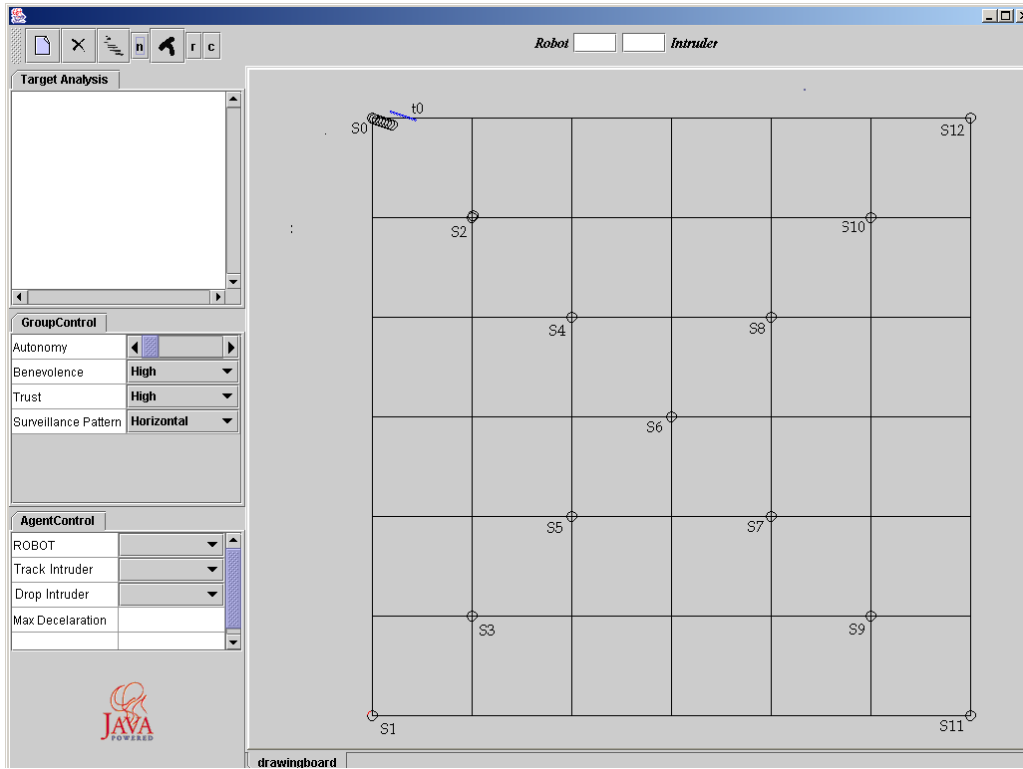 n r c Robot Intruder
Target Analysis
t0
S0 S12
S2 S10
GroupControl
S4 S8
Autonomy
Benevolence High
Trust High
Surveillance Pattern Horizontal
S6
AgentControl
S5 S7
ROBOT
Track Intruder
Drop Intruder
Max Decelaration
S3 S9
JAVA
POWERED
S1 S11
drawingboard